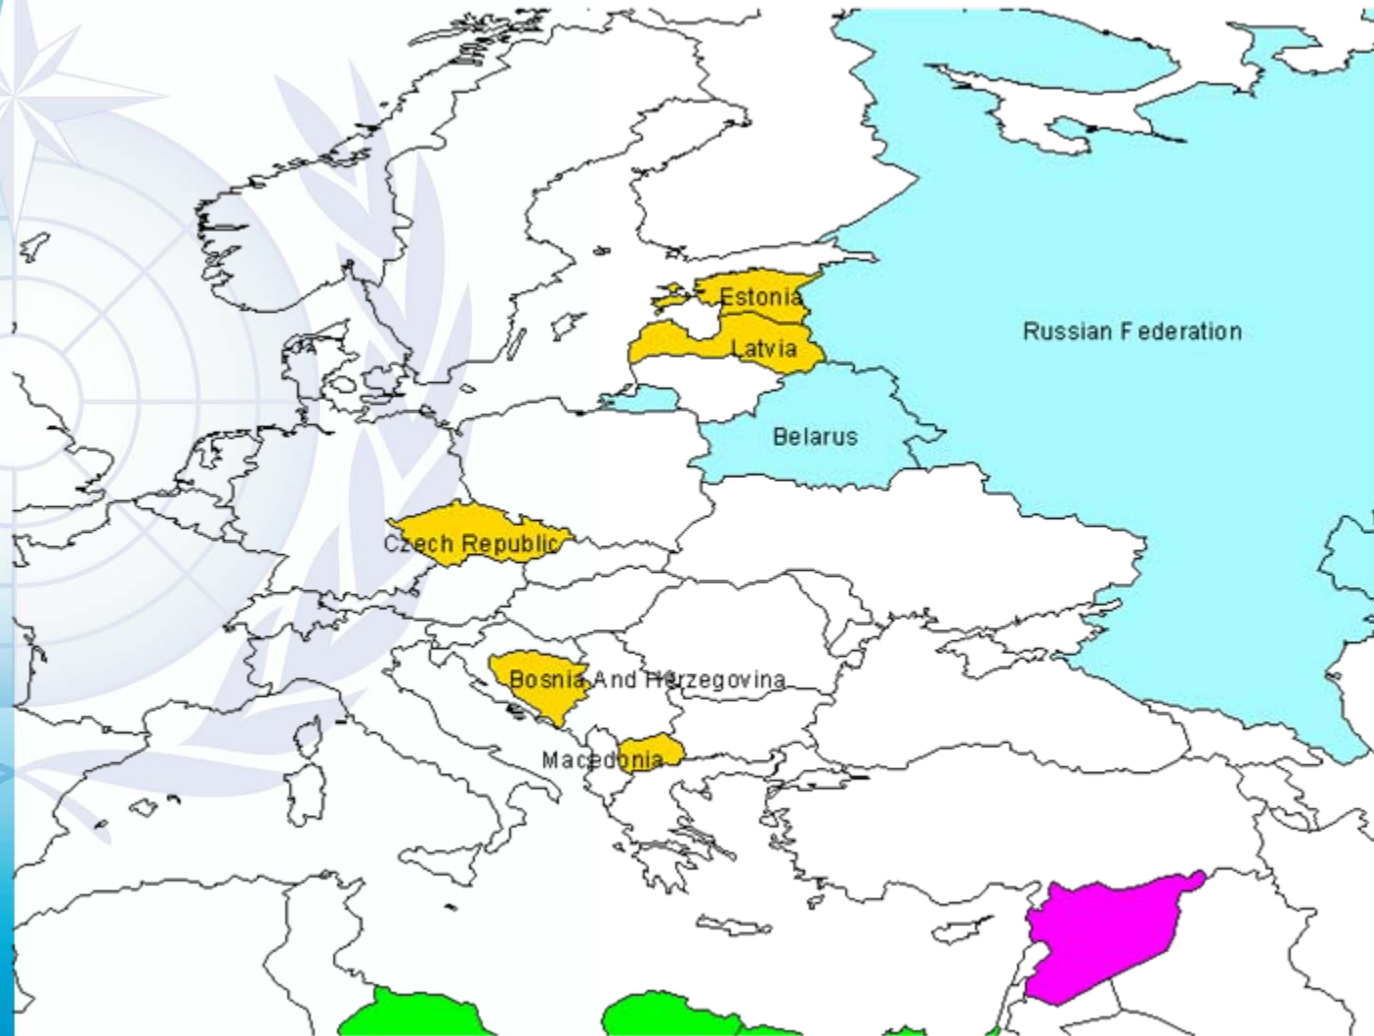 Estonia
Russian Federation
Latvia
Belarus
Czech Republic
Bosnia And Herzegovina
Macedonia